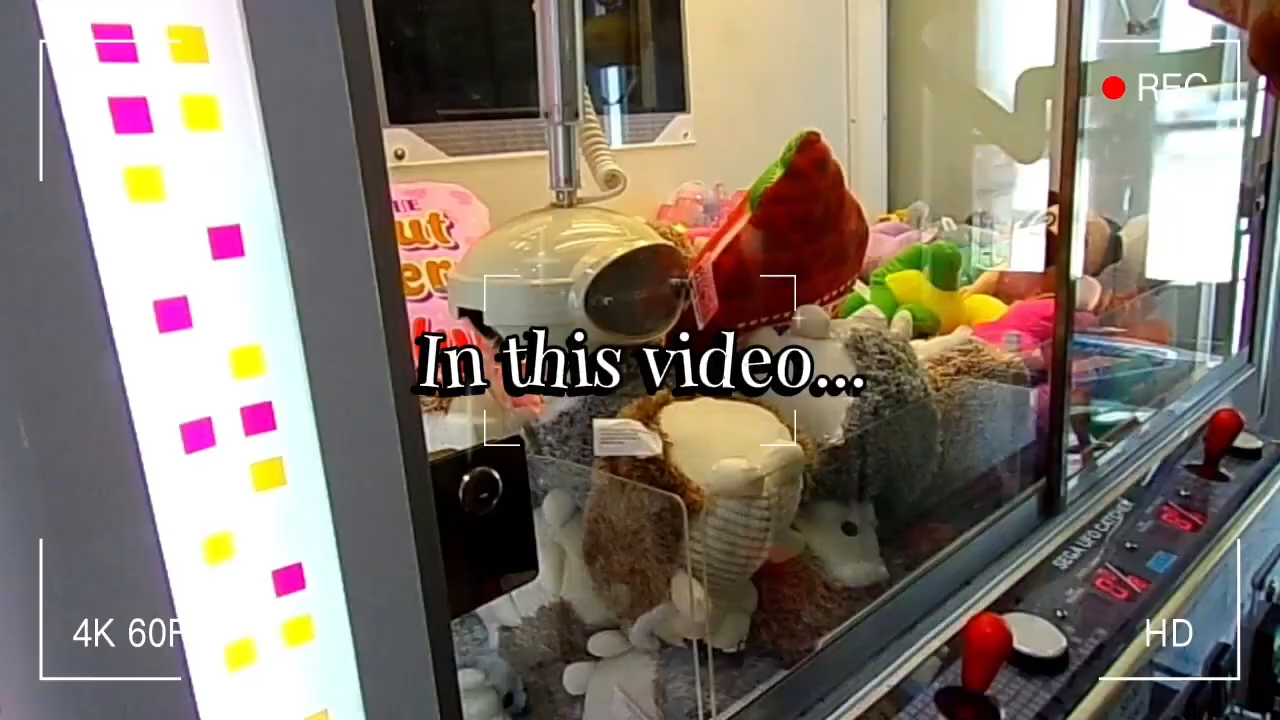 REC
In this video...
SEGA UFO CATCHER
4K 60F
HD